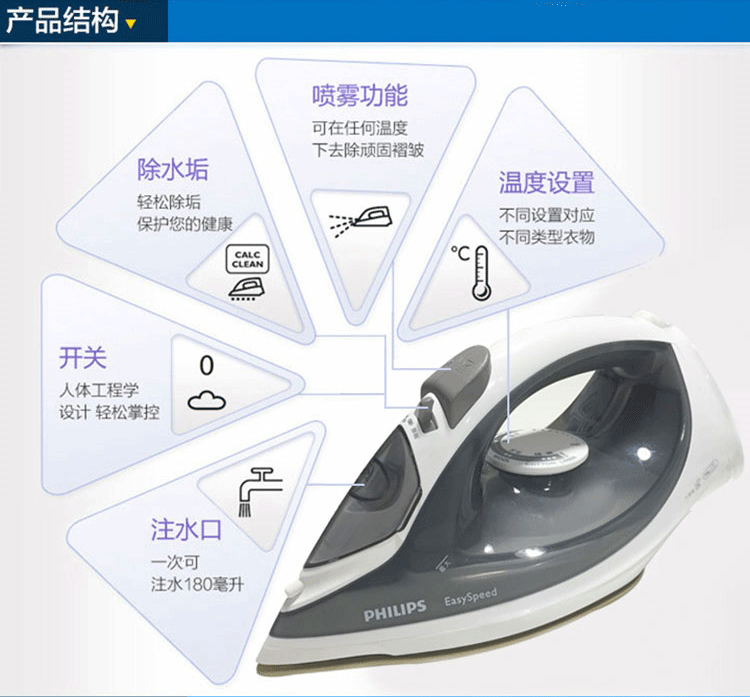 产品结构
喷雾功能
可在任何温度
下去除顽固褶皱
除水垢
轻松除垢
保护您的健康
CALC
CLEAN
温度设置
不同设置对应
不同类型衣物
°C
开关
人体工程学
设计 轻松掌控
0
注水口
一次可
注水180毫升
PHILIPS
EasySpeed